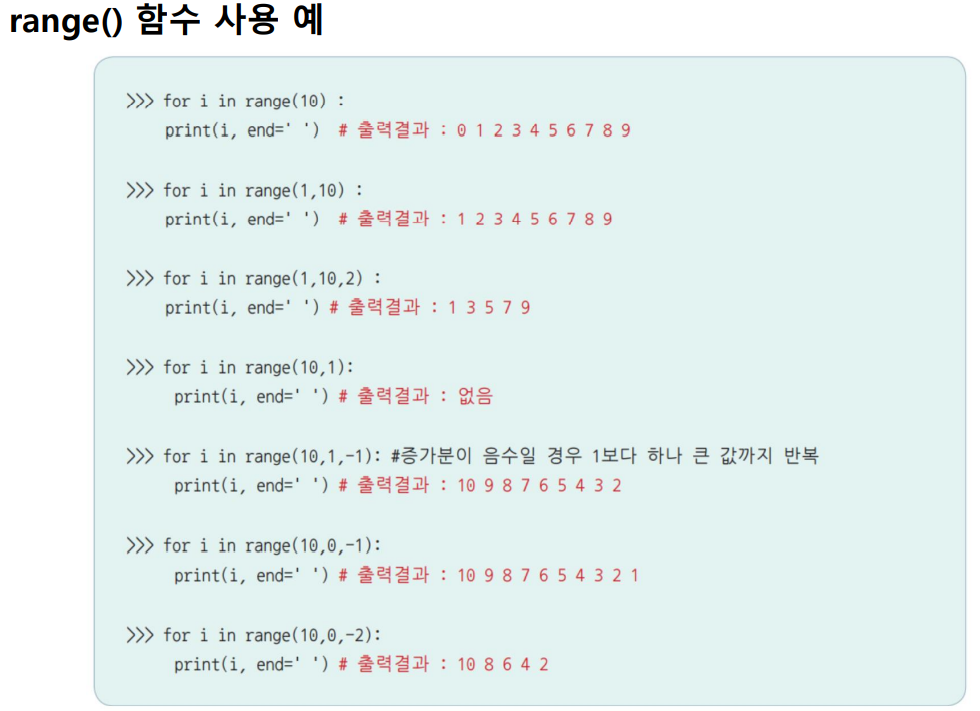 range() 함수 사용 예
>>> for i in range(10) :
print(i, end=' ')  # 출력결과 : 0 1 2 3 4 5 6 7 8 9
>>> for i in range(1,10) :
print(i, end=' ')  # 출력결과 : 1 2 3 4 5 6 7 8 9
>>> for i in range(1,10,2) :
print(i, end=' ') # 출력결과 : 1 3 5 7 9
>>> for i in range(10,1):
print(i, end=' ') # 출력결과 : 없음
>>> for i in range(10,1,-1): #증가분이 음수일 경우 1보다 하나 큰 값까지 반복
print(i, end=' ') # 출력결과 : 10 9 8 7 6 5 4 3 2
>>> for i in range(10,0,-1):
print(i, end=' ') # 출력결과 : 10 9 8 7 6 5 4 3 2 1
>>> for i in range(10,0,-2):
print(i, end=' ') # 출력결과 : 10 8 6 4 2